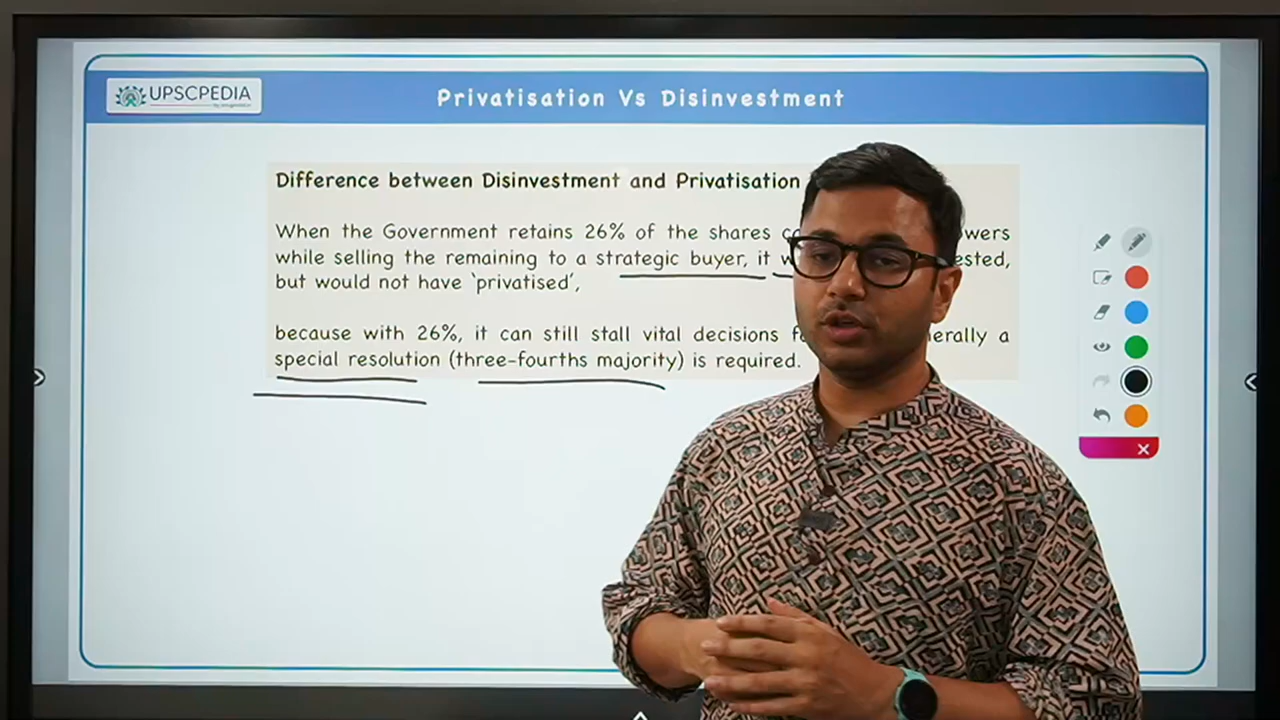 UPSCPEDIA
Privatisation Vs Disinvestment
Difference between Disinvestment and Privatisation
When the Government retains 26% of the shares
while selling the remaining to a strategic buyer, it
but would not have ‘privatised’,
because with 26%, it can still stall vital decisions
special resolution (three-fourths majority) is required.